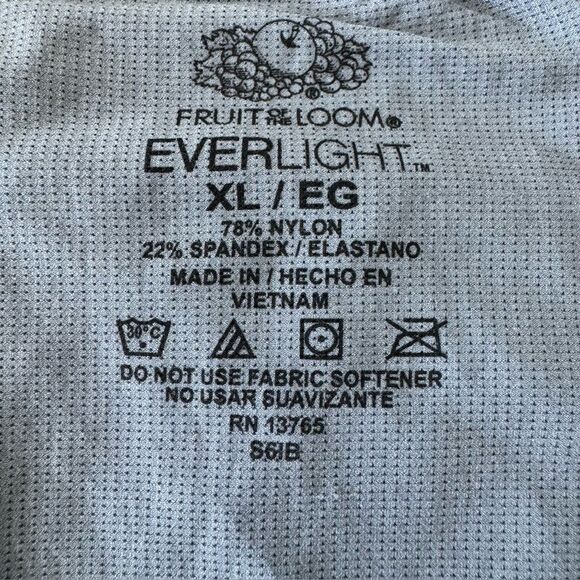 FRUIT OF THE LOOM®
EVERLIGHT™
XL / EG
78% NYLON
22% SPANDEX / ELASTANO
MADE IN / HECHO EN
VIETNAM
30°C
DO NOT USE FABRIC SOFTENER
NO USAR SUAVIZANTE
RN 13765